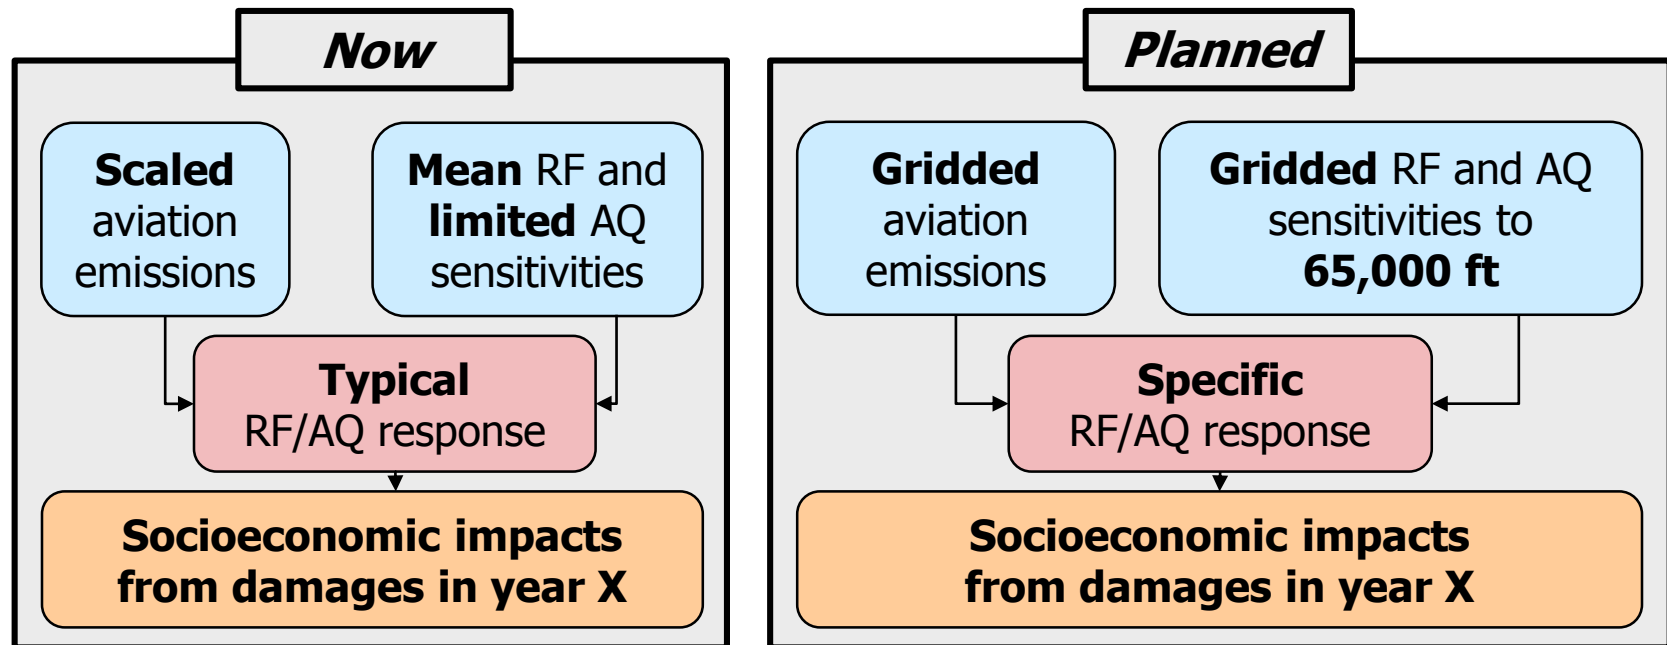 Now
Scaled
aviation
emissions
Mean RF and
limited AQ
sensitivities
Typical
RF/AQ response
Socioeconomic impacts
from damages in year X
Planned
Gridded
aviation
emissions
Gridded RF and AQ
sensitivities to
65,000 ft
Specific
RF/AQ response
Socioeconomic impacts
from damages in year X